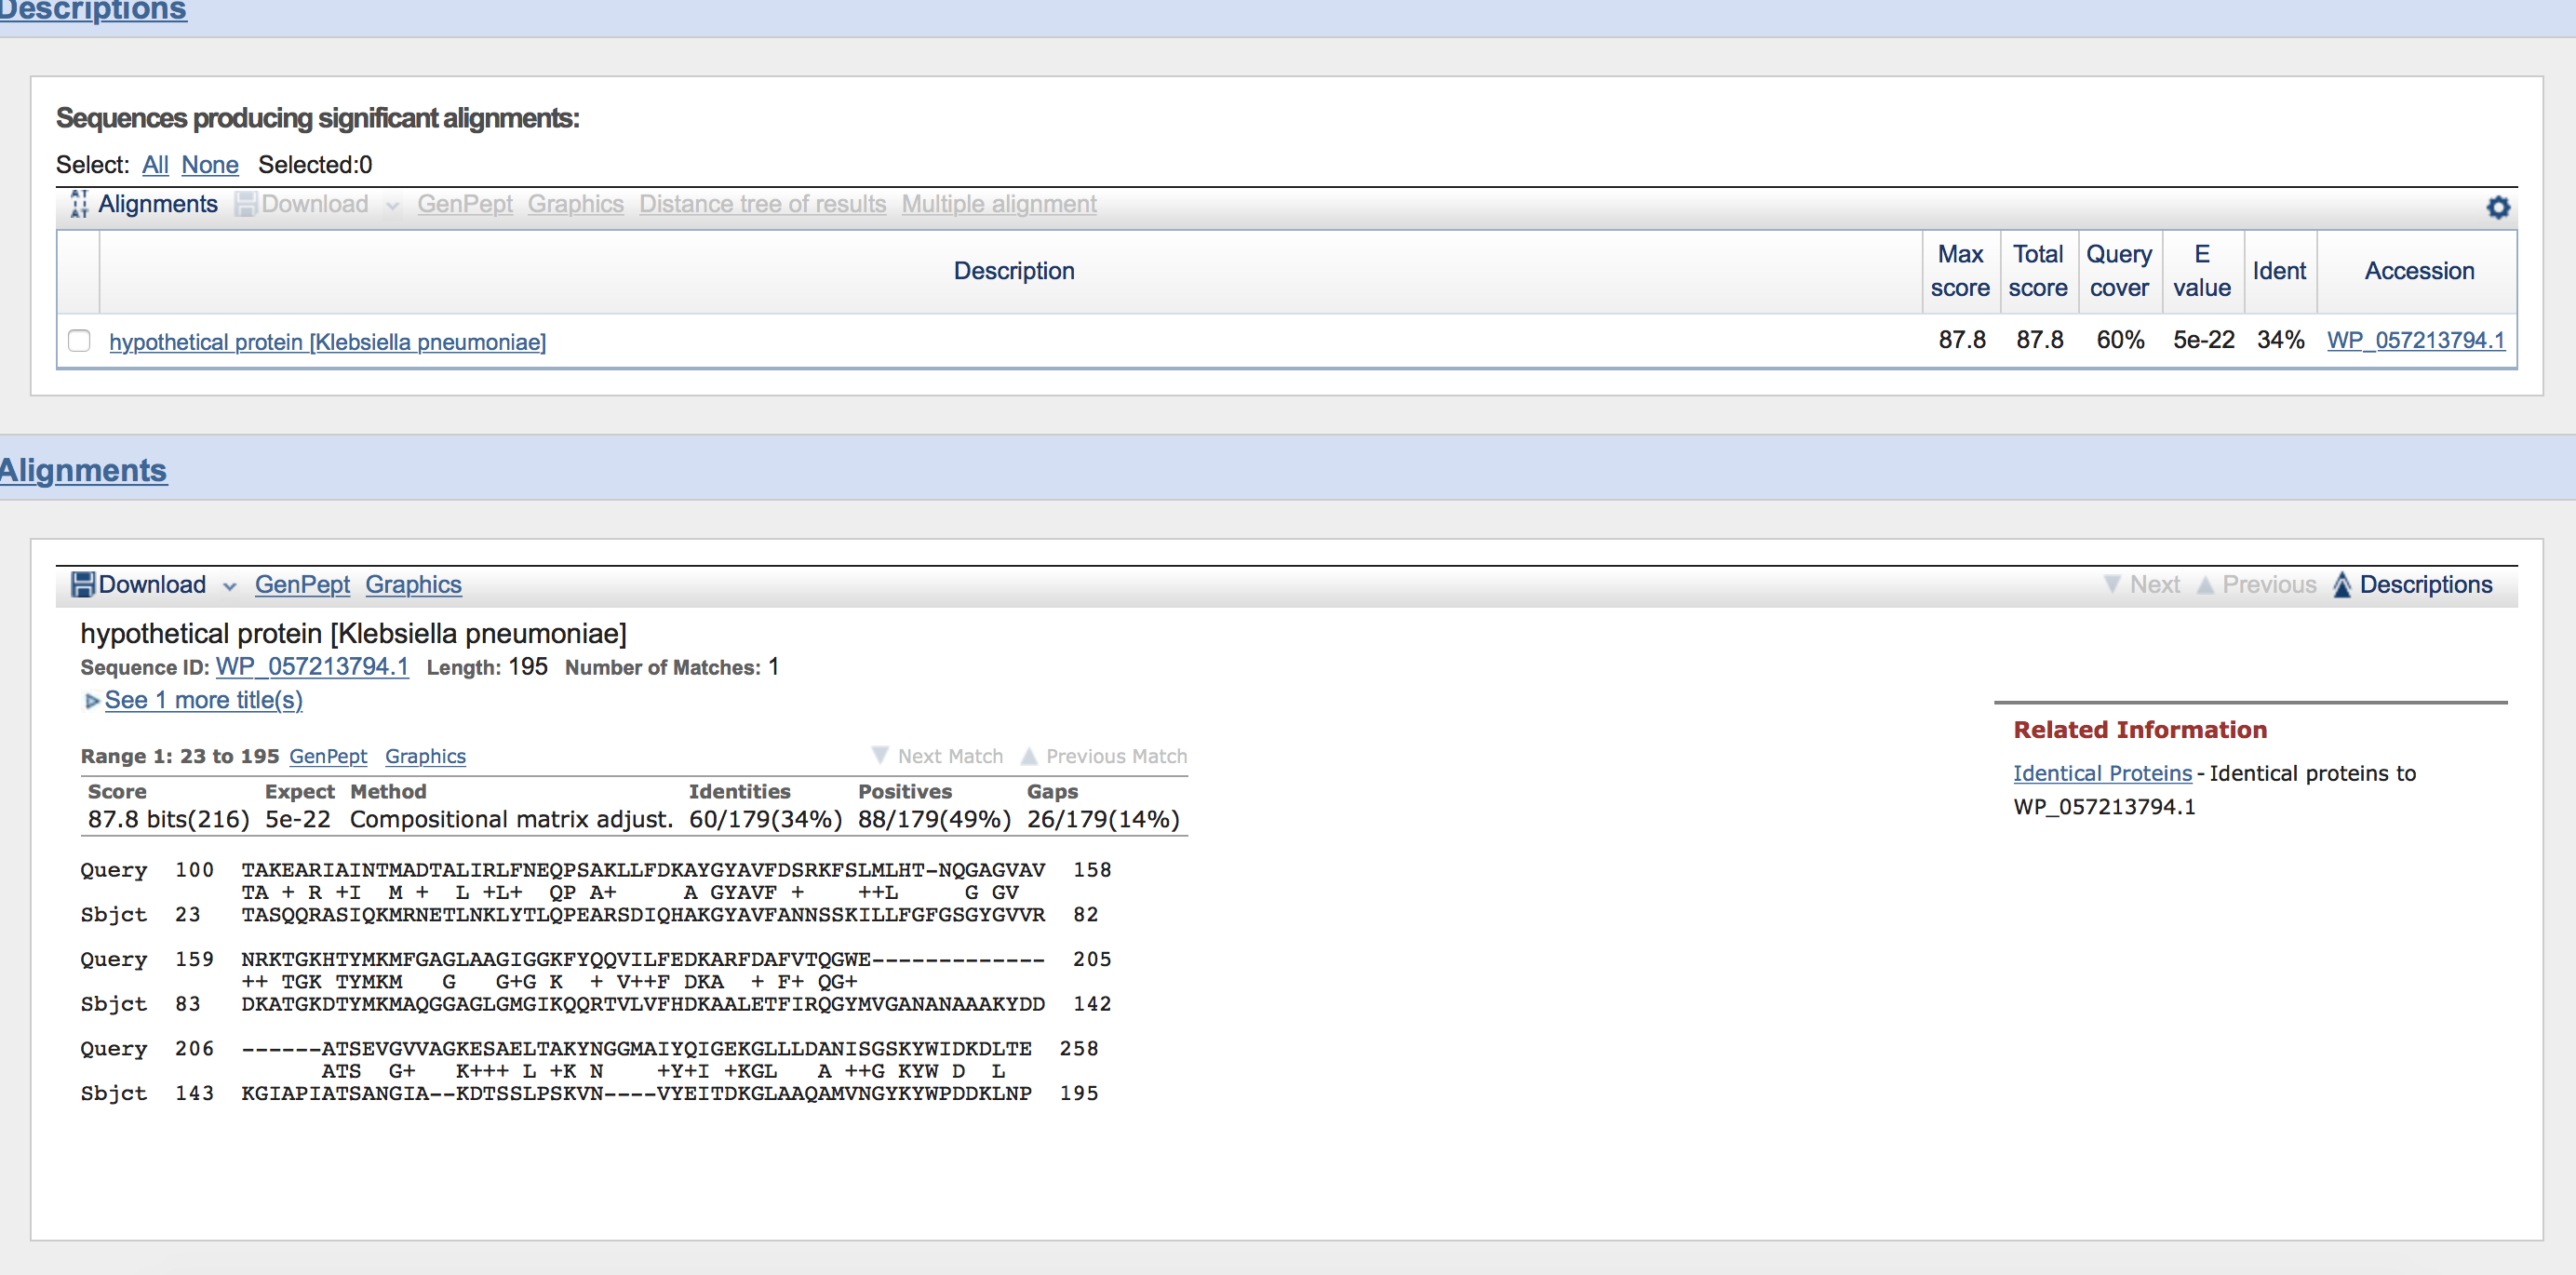 Descriptions
Sequences producing significant alignments:
Select: All None Selected:0
Alignments Download GenPept Graphics Distance tree of results Multiple alignment
Description Max score Total score Query cover E value Ident Accession
hypothetical protein [Klebsiella pneumoniae] 87.8 87.8 60% 5e-22 34% WP_057213794.1
Alignments
Download GenPept Graphics Next Previous Descriptions
hypothetical protein [Klebsiella pneumoniae]
Sequence ID: WP_057213794.1 Length: 195 Number of Matches: 1
See 1 more title(s)
Range 1: 23 to 195 GenPept Graphics Next Match Previous Match
Score Expect Method Identities Positives Gaps
87.8 bits(216) 5e-22 Compositional matrix adjust. 60/179(34%) 88/179(49%) 26/179(14%)
Query  100  TAKEARIAINTMADTALIRLFNEQPSAKLLFDKAYGYAVFDSRKFSLMLHT-NQGAGVAV  158
            TA + R +I  M +  L +L+  QP A+     A GYAVF +    ++L     G GV
Sbjct  23   TASQQRASIQKMRNETLNKLYTLQPEARSDIQHAKGYAVFANNSSKILLFGFGSGYGVVR  82
Query  159  NRKTGKHTYMKMFGAGLAAGIGGKFYQQVILFEDKARFDAFVTQGWE-------------  205
            ++ TGK TYMKM   G   G+G K  + V++F DKA  + F+ QG+
Sbjct  83   DKATGKDTYMKMAQGGAGLGMGIKQQRTVLVFHDKAALETFIRQGYMVGANANAAAKYDD  142
Query  206  ------ATSEVGVVAGKESAELTAKYNGGMAIYQIGEKGLLLDANISGSKYWIDKDLTE  258
                  ATS  G+   K+++ L +K N    +Y+I +KGL   A ++G KYW D  L
Sbjct  143  KGIAPIATSANGIA--KDTSSLPSKVN----VYEITDKGLAAQAMVNGYKYWPDDKLNP  195
Related Information
Identical Proteins - Identical proteins to
WP_057213794.1